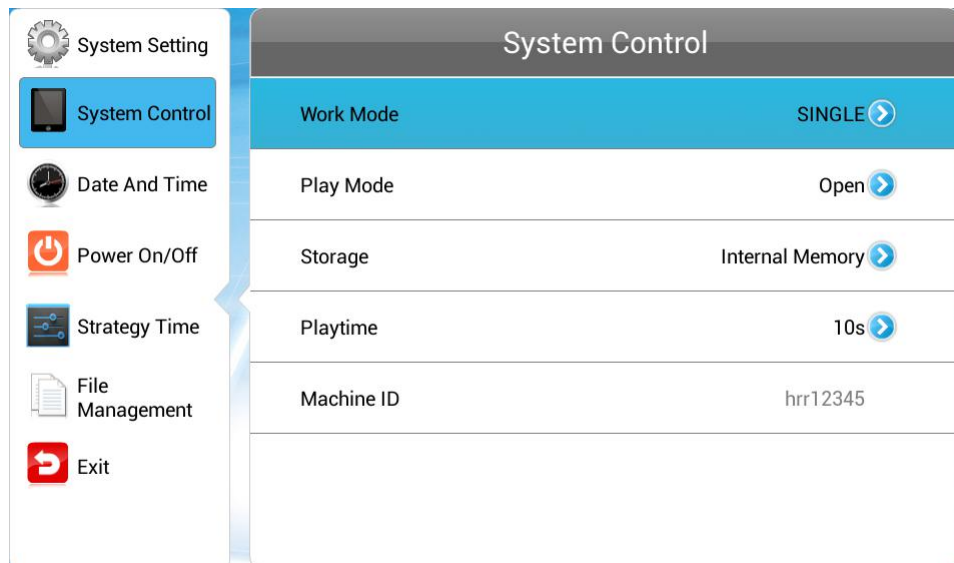 System Setting
System Control
Date And Time
Power On/Off
Strategy Time
File
Management
Exit
System Control
Work Mode SINGLE
Play Mode Open
Storage Internal Memory
Playtime 10s
Machine ID hrr12345